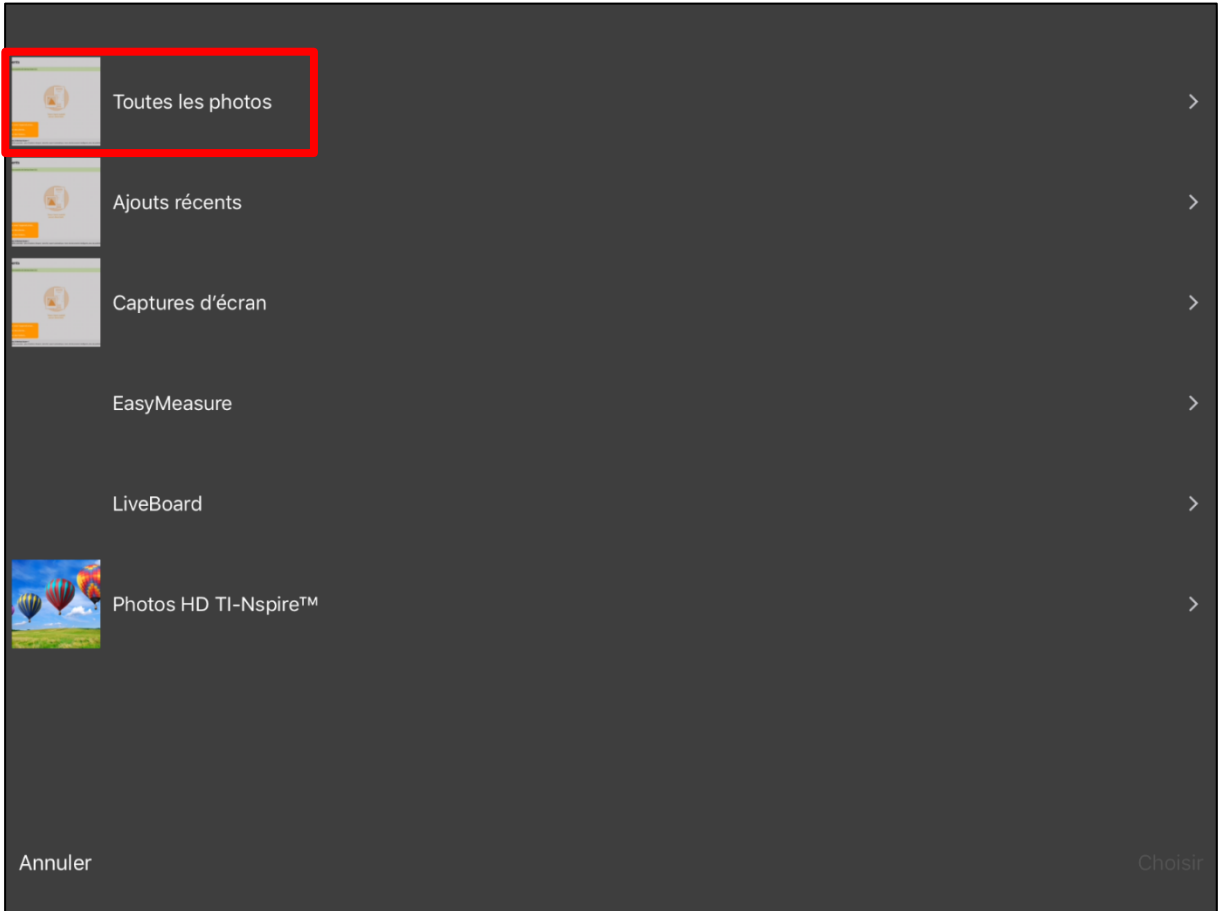 Toutes les photos
Ajouts récents
Captures d’écran
EasyMeasure
LiveBoard
Photos HD TI-Nspire™
Annuler
Choisir